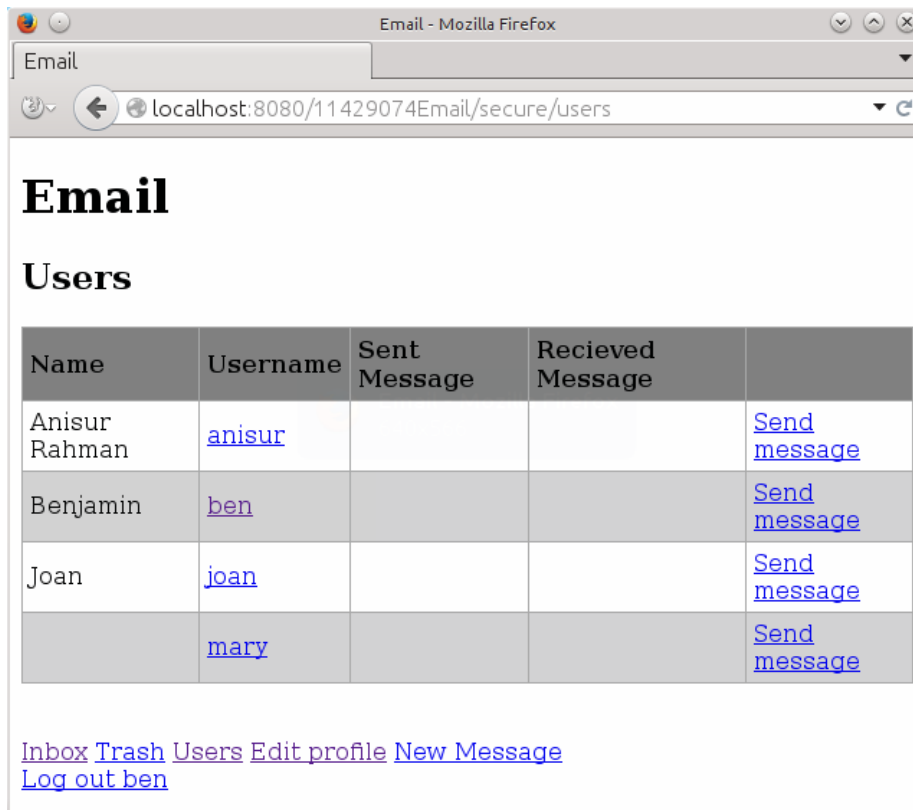 Email - Mozilla Firefox
Email
localhost:8080/11429074Email/secure/users
Email
Users
Name Username Sent Message Recieved Message
Anisur Rahman anisur Send message
Benjamin ben Send message
Joan joan Send message
mary Send message
Inbox Trash Users Edit profile New Message
Log out ben